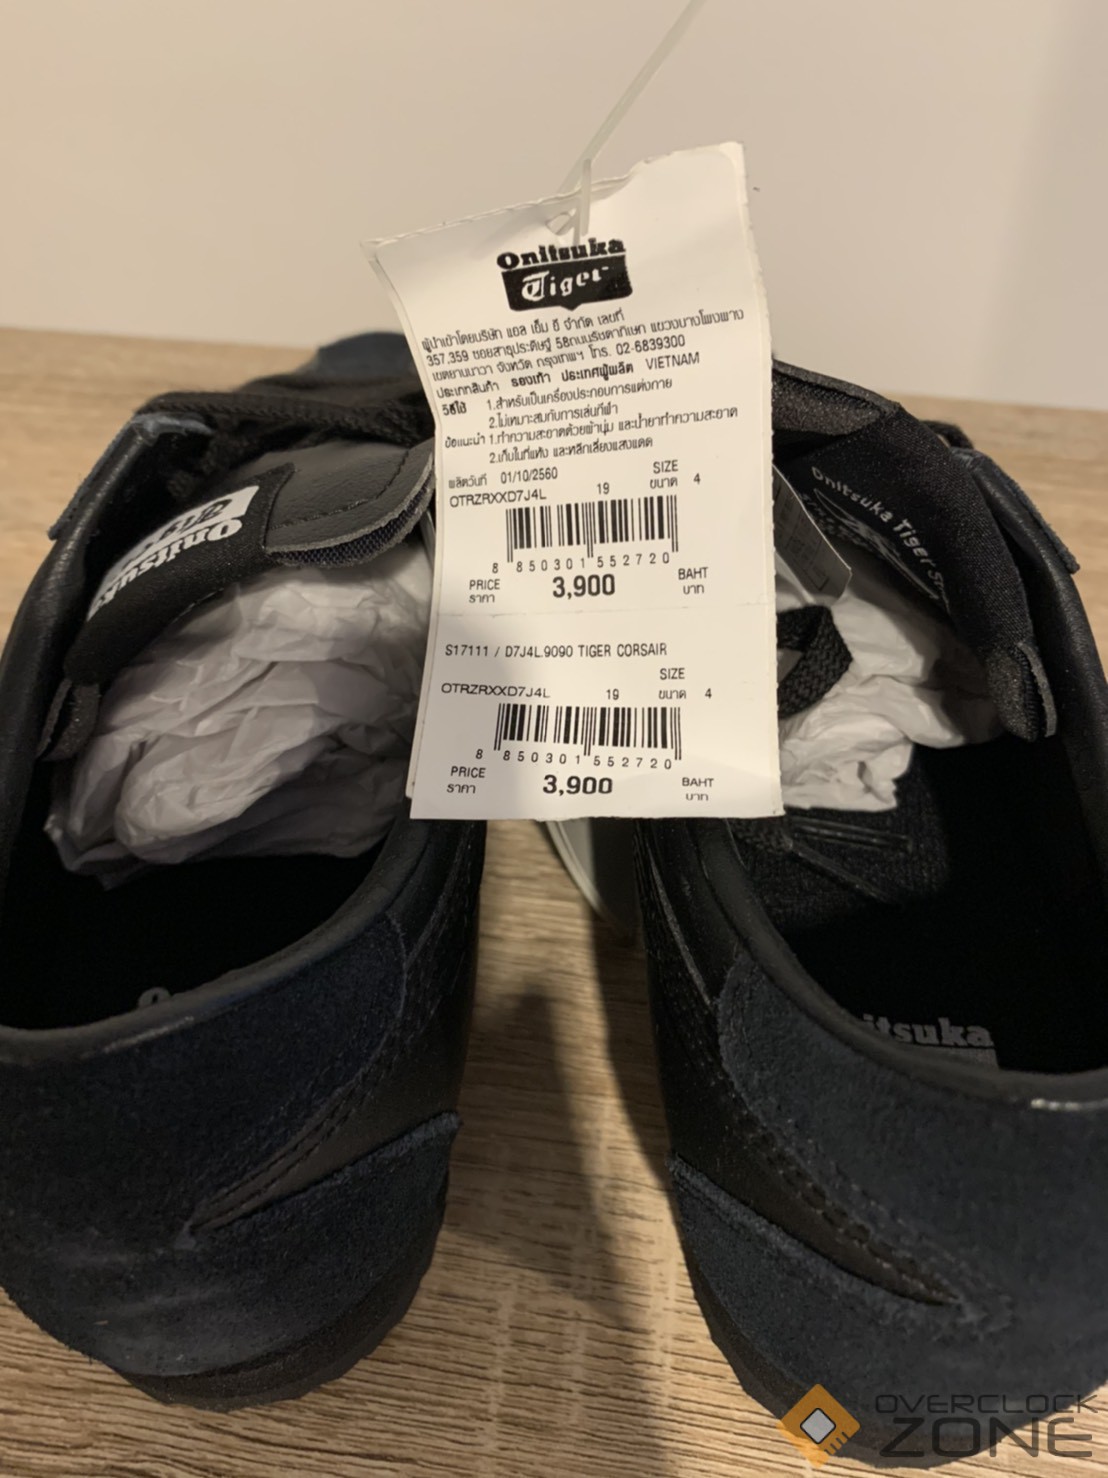 Onitsuka
Tiger
ผู้นำเข้าโดยบริษัท แอล เอ็ม อี จำกัด เลขที่
357,359 ซอยสาธุประดิษฐ์ 58ถนนรัชดาภิเษก แขวงบางโพงพาง
เขตยานนาวา จังหวัด กรุงเทพฯ โทร. 02-6839300
ประเภทสินค้า รองเท้า ประเทศผู้ผลิต VIETNAM
วิธีใช้ 1.สำหรับเป็นเครื่องประกอบการแต่งกาย
2.ไม่เหมาะสมกับการเล่นกีฬา
ข้อแนะนำ 1.ทำความสะอาดด้วยผ้านุ่ม และน้ำยาทำความสะอาด
2.เก็บในที่แห้ง และหลีกเลี่ยงแสงแดด
ผลิตวันที่ 01/10/2560 SIZE
OTRZRXXD7J4L 19 ขนาด 4
8 850301 552720
PRICE 3,900 BAHT
ราคา บาท
S17111 / D7J4L.9090 TIGER CORSAIR
SIZE
OTRZRXXD7J4L 19 ขนาด 4
8 850301 552720
PRICE 3,900 BAHT
ราคา บาท
Onitsuka
Onitsuka Tiger
itsuka
OVERCLOCK
ZONE